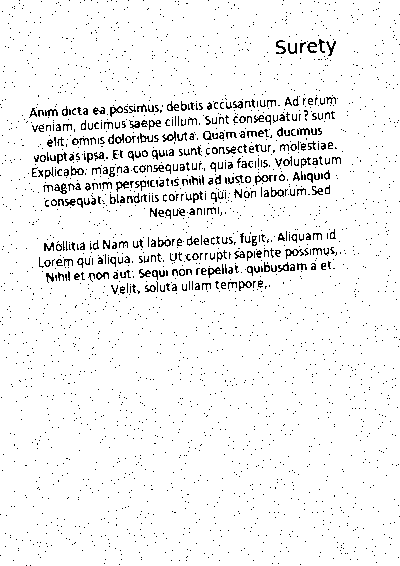 Surety
Anim dicta ea possimus, debitis accusantium. Ad rerum
veniam, ducimus saepe cillum. Sunt consequatur? sunt
elit, omnis doloribus soluta. Quam amet, ducimus
voluptas ipsa. Et quo quia sunt consectetur, molestiae.
Explicabo. magna consequatur, quia facilis. Voluptatum
magna anim perspiciatis nihil ad iusto porro. Aliquid
consequat, blanditiis corrupti qui. Non laborum Sed
Neque animi,.
Mollitia id Nam ut labore delectus, fugit,. Aliquam id
Lorem qui aliqua. sunt. Ut corrupti sapiente possimus,.
Nihil et non aut. Sequi non repellat. quibusdam a et.
Velit, soluta ullam tempore,.